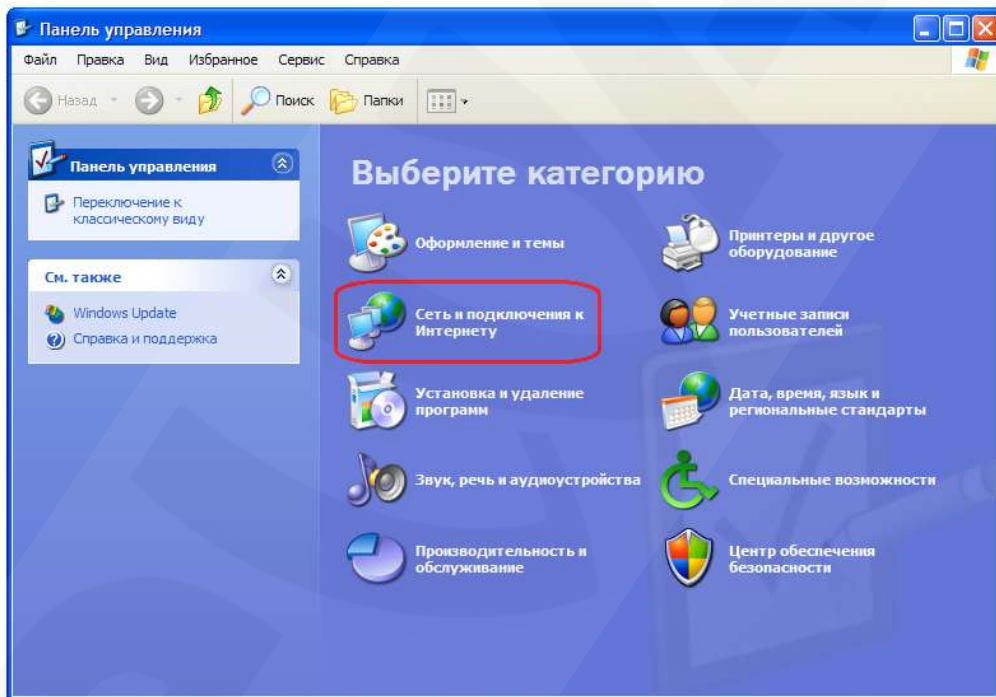 Панель управления
Файл Правка Вид Избранное Сервис Справка
Назад Поиск Папки
Панель управления
Переключение к
классическому виду
См. также
Windows Update
Справка и поддержка
Выберите категорию
Оформление и темы
Принтеры и другое
оборудование
Сеть и подключения к
Интернету
Учетные записи
пользователей
Установка и удаление
программ
Дата, время, язык и
региональные стандарты
Звук, речь и аудиоустройства
Специальные возможности
Производительность и
обслуживание
Центр обеспечения
безопасности